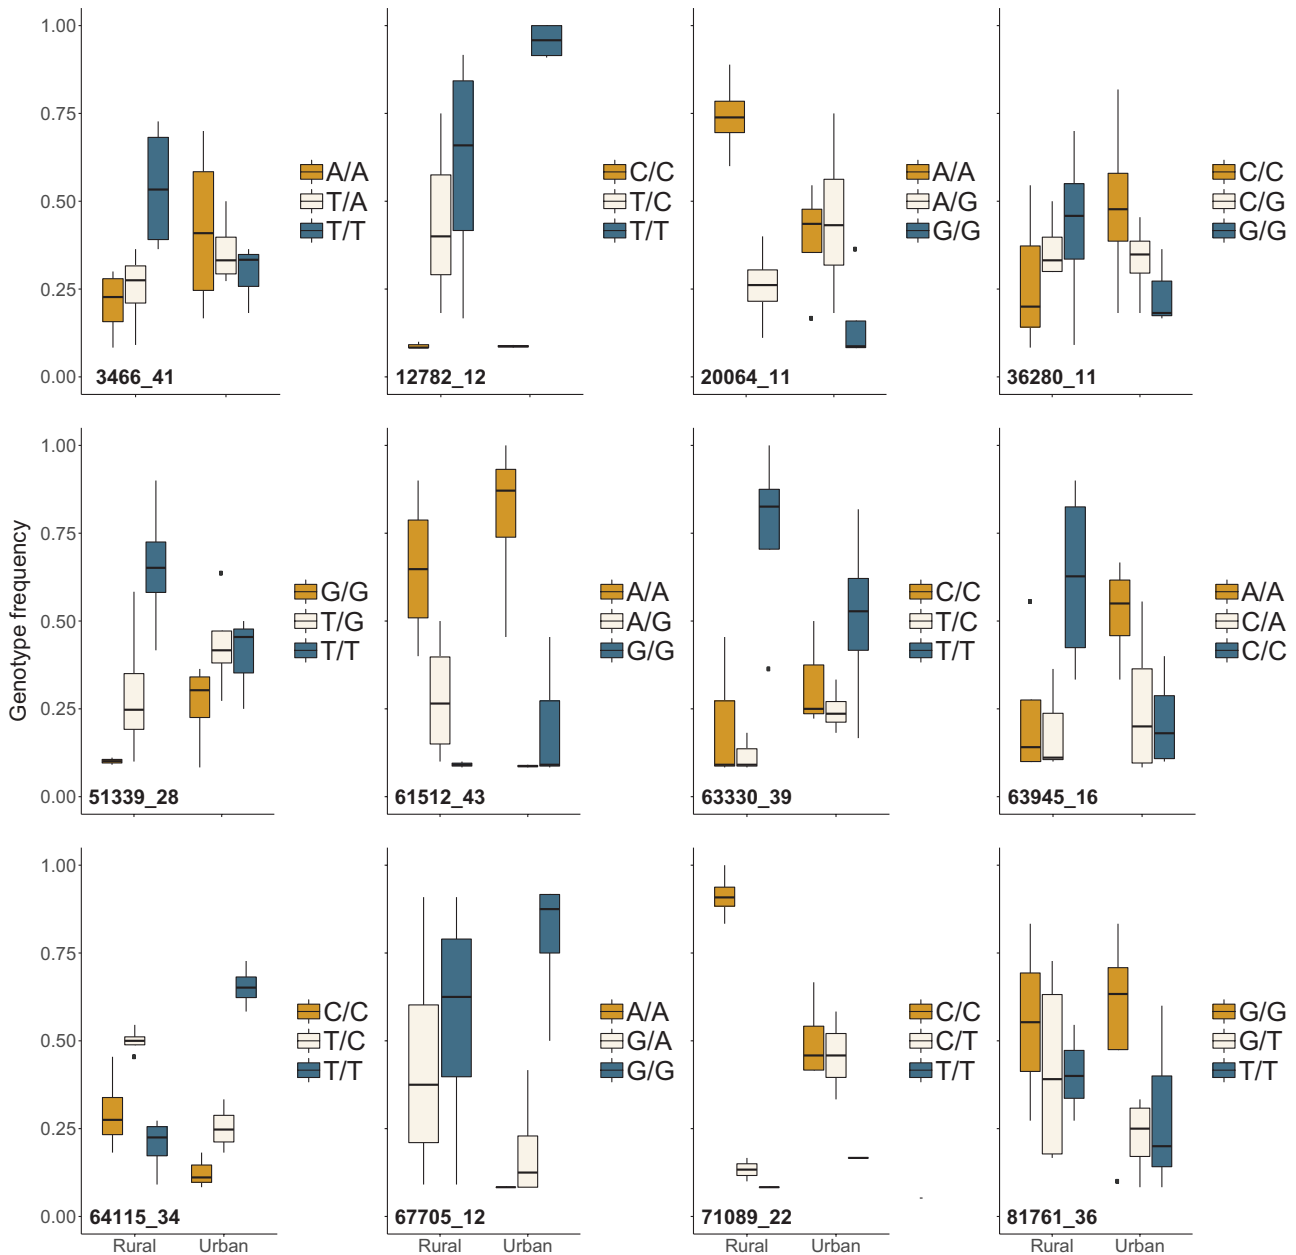 1.00
0.75
0.50
0.25
0.00
A/A
T/A
T/T
3466_41
C/C
T/C
T/T
12782_12
A/A
A/G
G/G
20064_11
C/C
C/G
G/G
36280_11
Genotype frequency
1.00
0.75
0.50
0.25
0.00
G/G
T/G
T/T
51339_28
A/A
A/G
G/G
61512_43
C/C
T/C
T/T
63330_39
A/A
C/A
C/C
63945_16
1.00
0.75
0.50
0.25
0.00
C/C
T/C
T/T
64115_34
Rural Urban
A/A
G/A
G/G
67705_12
Rural Urban
C/C
C/T
T/T
71089_22
Rural Urban
G/G
G/T
T/T
81761_36
Rural Urban